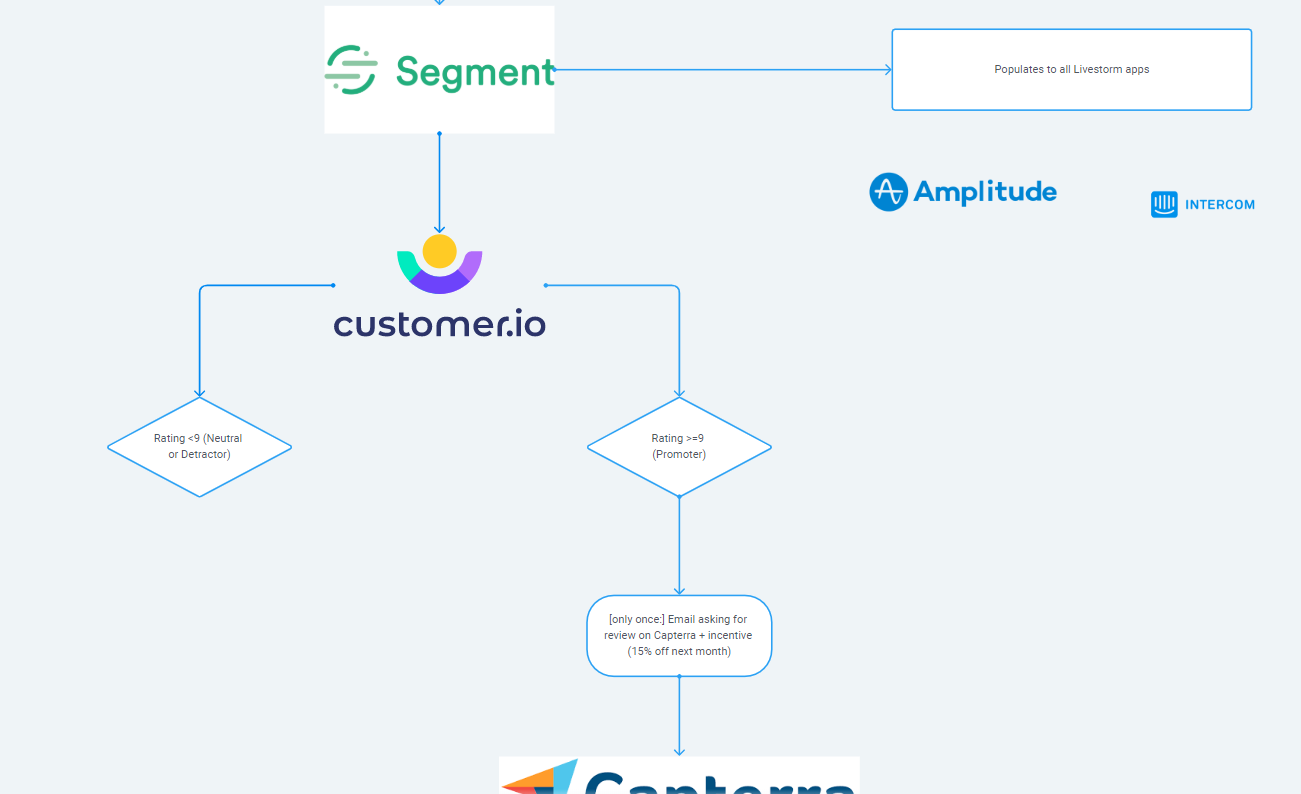 Segment
Populates to all Livestorm apps
Amplitude
INTERCOM
customer.io
Rating <9 (Neutral
or Detractor)
Rating >=9
(Promoter)
[only once:] Email asking for
review on Capterra + incentive
(15% off next month)
Capterra